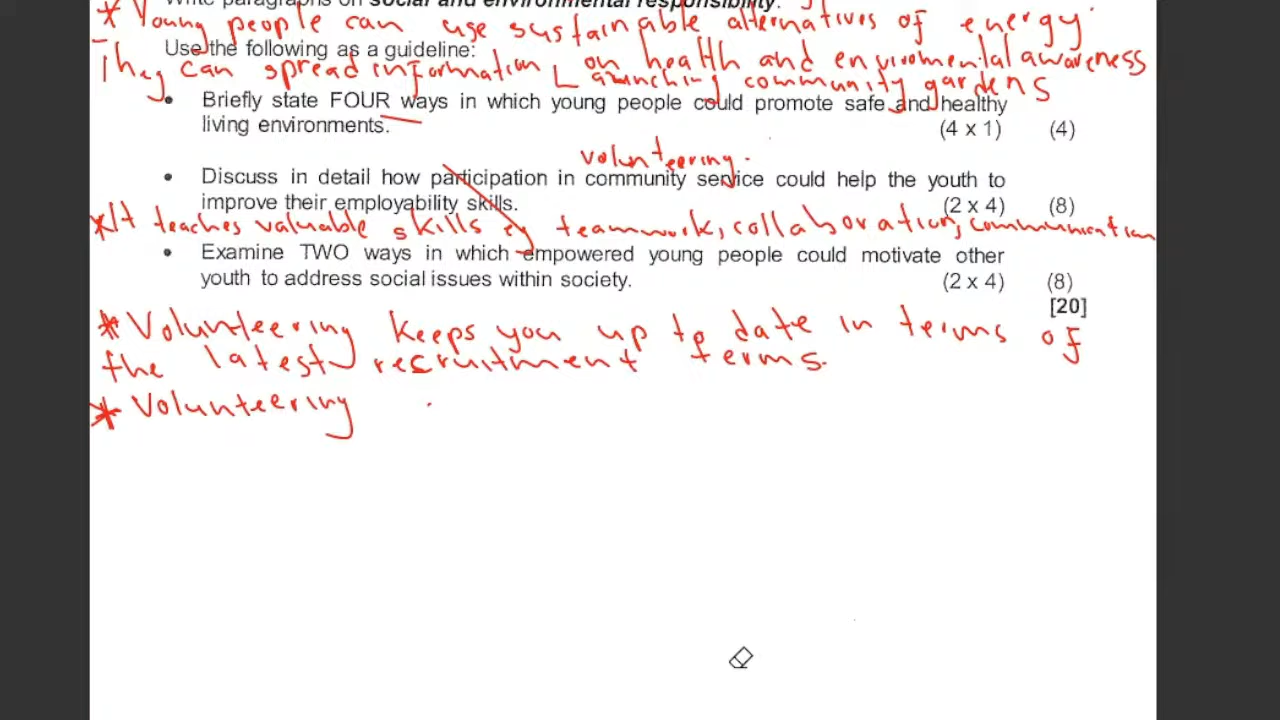 Write paragraphs on social and environmental responsibility.
* Young people can use sustainable alternatives of energy.
Use the following as a guideline:
They can spread information on health and enviromental awareness
Launching community gardens
• Briefly state FOUR ways in which young people could promote safe and healthy
living environments. (4 x 1) (4)
volunteering.
• Discuss in detail how participation in community service could help the youth to
improve their employability skills. (2 x 4) (8)
*It teaches valuable skills eg teamwork, collaboration, communication
• Examine TWO ways in which empowered young people could motivate other
youth to address social issues within society. (2 x 4) (8)
[20]
* Volunteering keeps you up to date in terms of
the latest recruitment terms.
* Volunteering